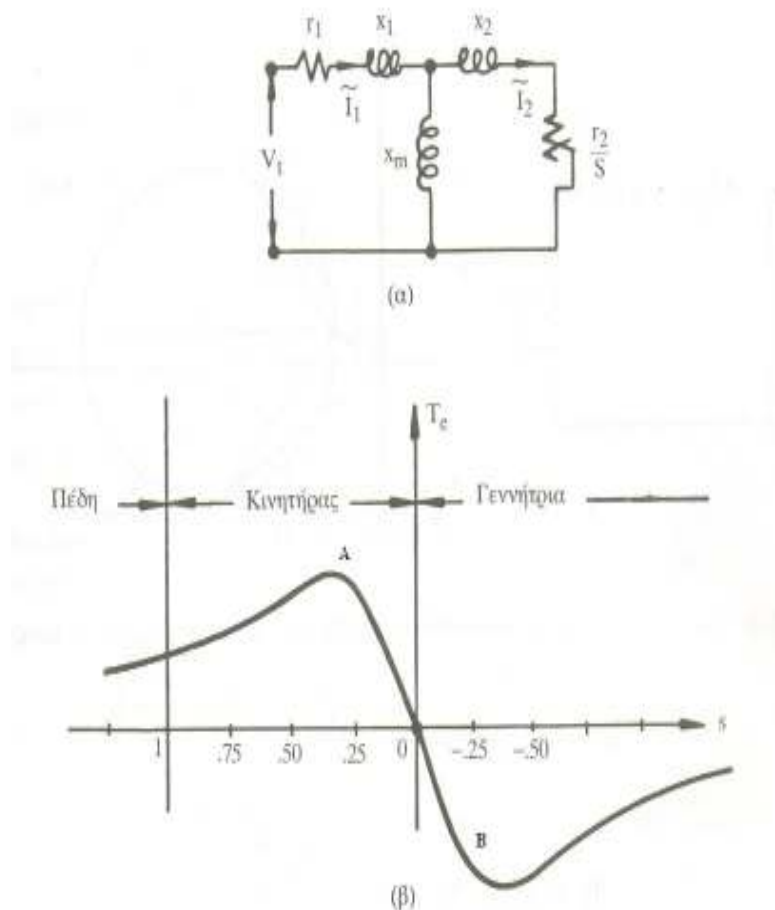 r₁ x₁ x₂
Ĩ₁ Ĩ₂
V₁ xₘ r₂/S
(α)
Tₑ
Πέδη Κινητήρας Γεννήτρια
A
s
1 .75 .50 .25 0 -.25 -.50
B
(β)